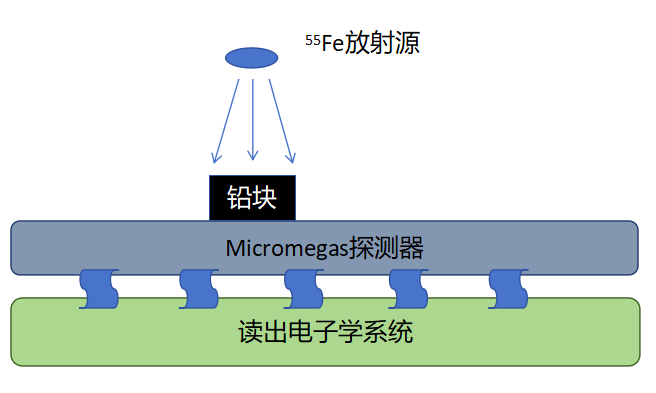 ⁵⁵Fe放射源
铅块
Micromegas探测器
读出电子学系统